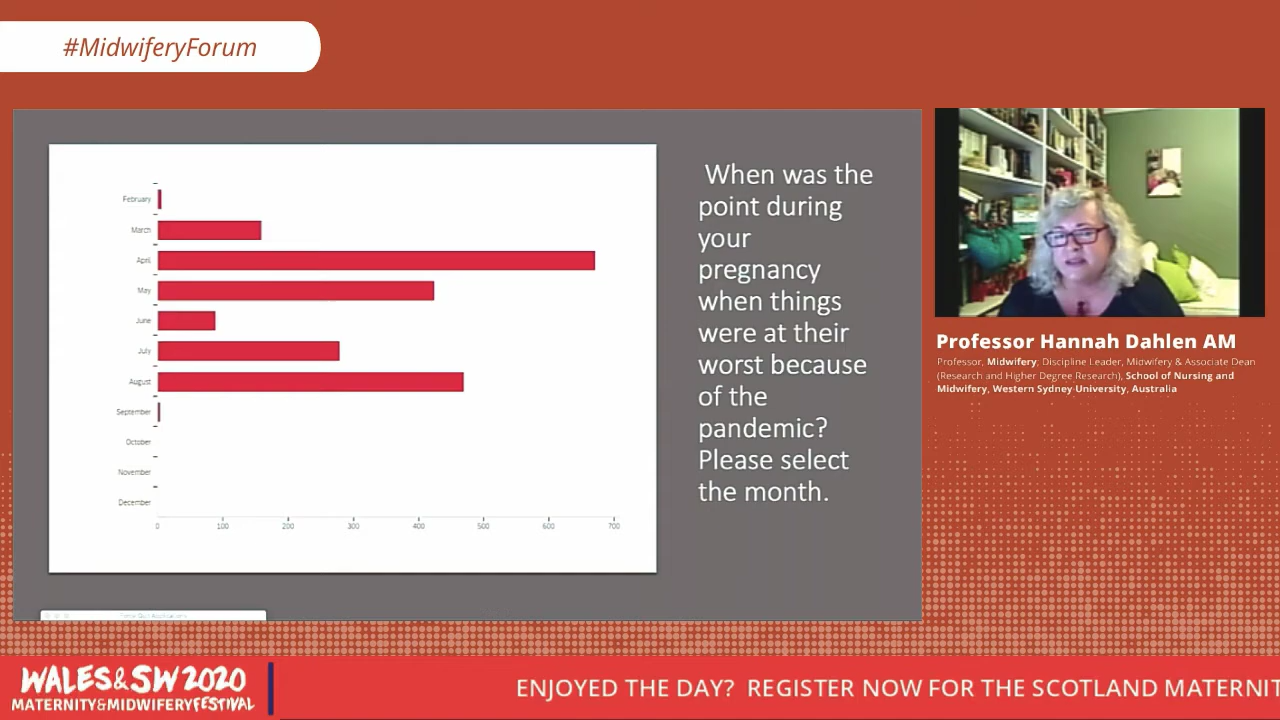 #MidwiferyForum
February
March
April
May
June
July
August
September
October
November
December
0 100 200 300 400 500 600 700
When was the
point during
your
pregnancy
when things
were at their
worst because
of the
pandemic?
Please select
the month.
Professor Hannah Dahlen AM
Professor, Midwifery; Discipline Leader, Midwifery & Associate Dean
(Research and Higher Degree Research), School of Nursing and
Midwifery, Western Sydney University, Australia
WALES&SW2020
MATERNITY&MIDWIFERYFESTIVAL
ENJOYED THE DAY? REGISTER NOW FOR THE SCOTLAND MATERNIT